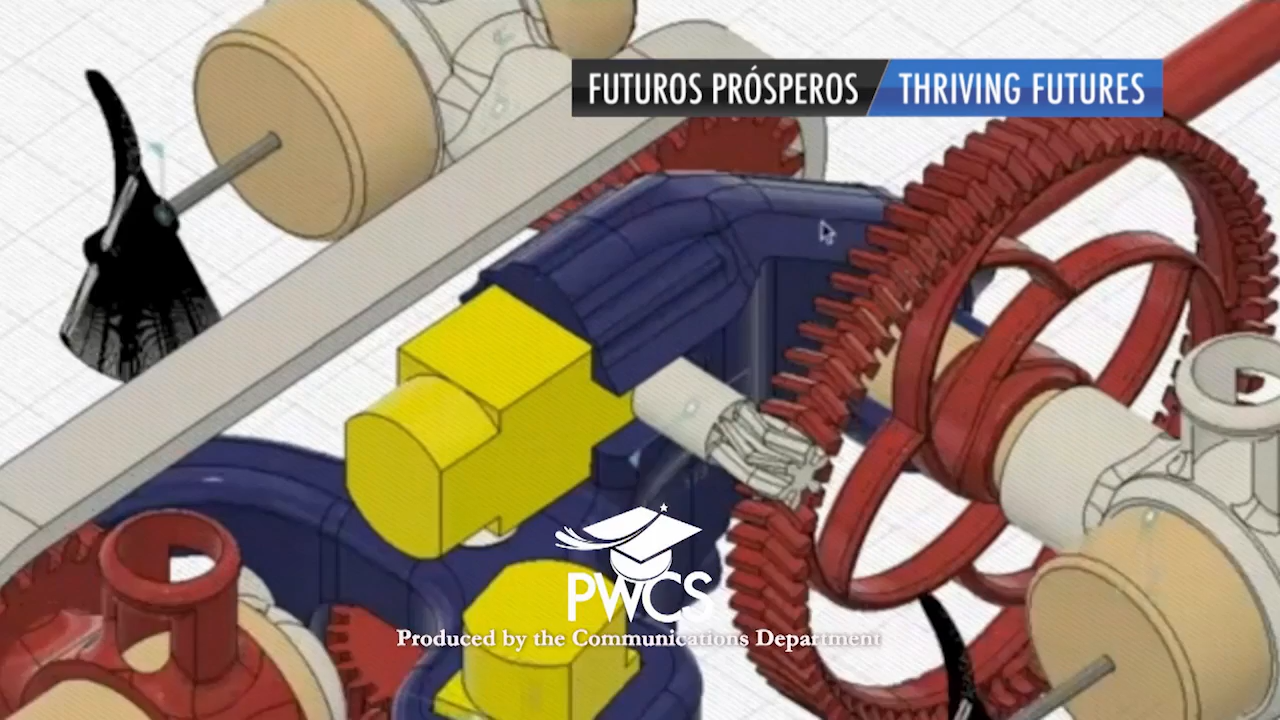 FUTUROS PRÓSPEROS THRIVING FUTURES
PWCS
Produced by the Communications Department